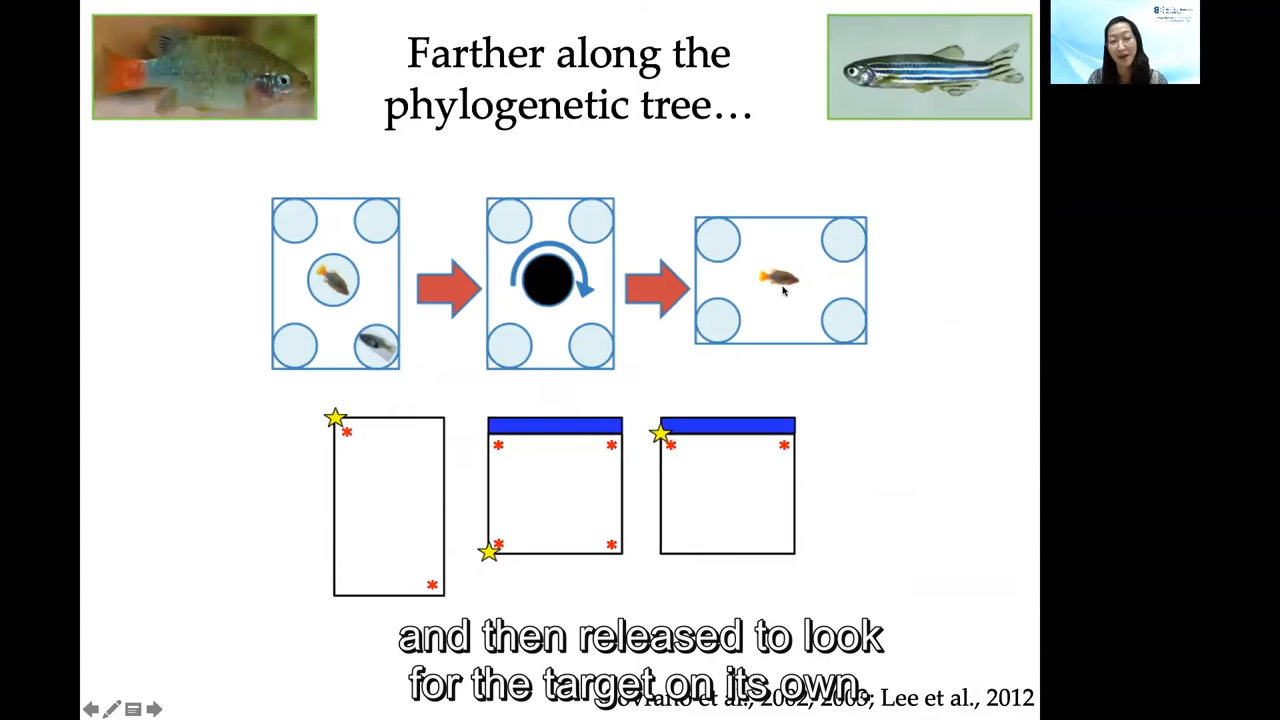 Farther along the
phylogenetic tree…
and then released to look
for the target on its own.
et al., 2002, 2003; Lee et al., 2012